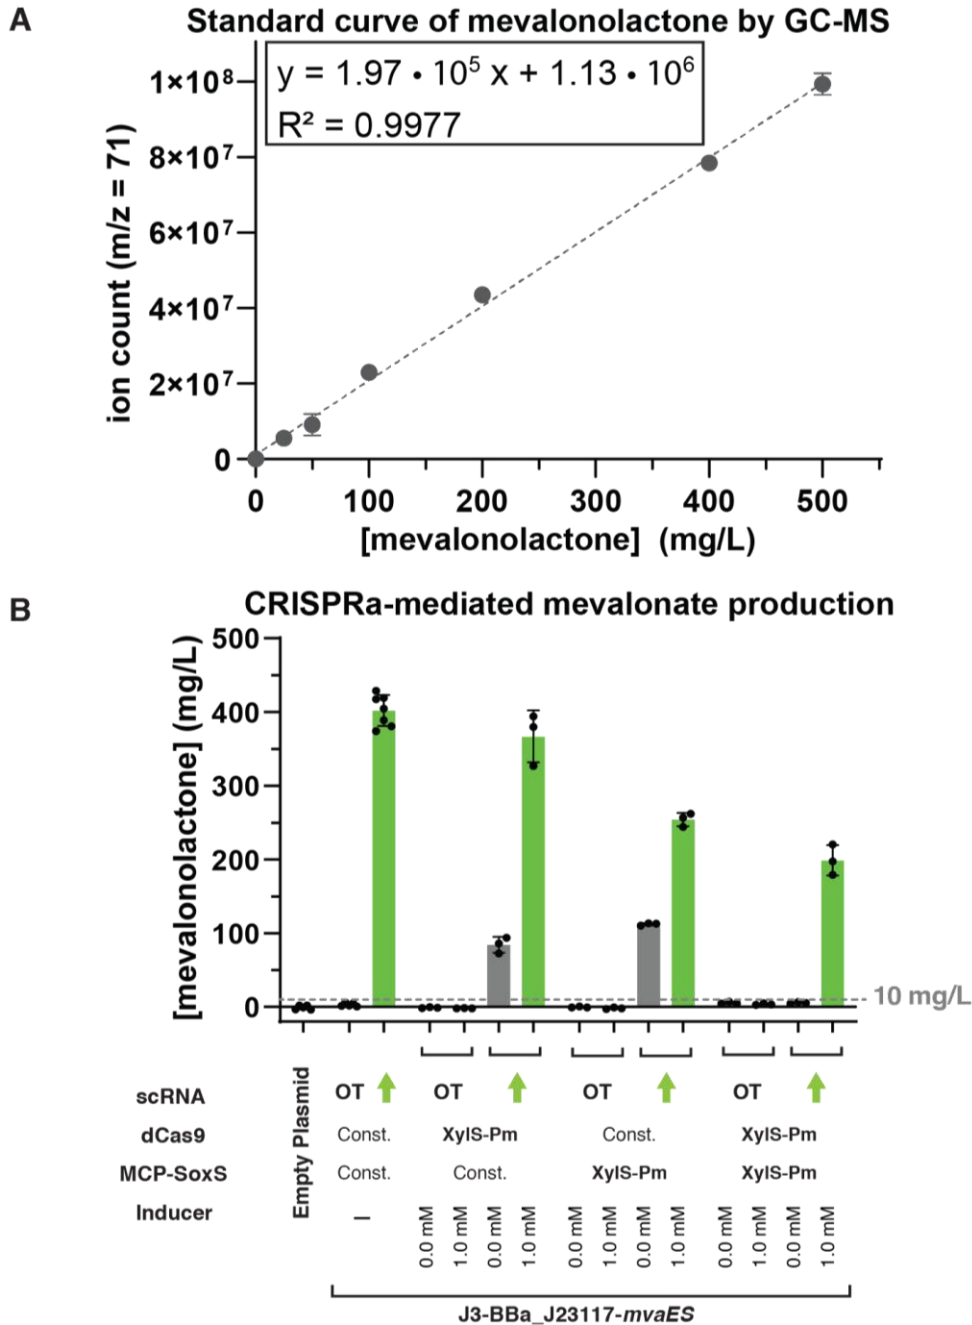 A
Standard curve of mevalonolactone by GC-MS
y = 1.97 • 10⁵ x + 1.13 • 10⁶
R² = 0.9977
ion count (m/z = 71)
1×10⁸
8×10⁷
6×10⁷
4×10⁷
2×10⁷
0
0 100 200 300 400 500
[mevalonolactone] (mg/L)
B
CRISPRa-mediated mevalonate production
[mevalonolactone] (mg/L)
500
400
300
200
100
0
10 mg/L
Empty Plasmid
scRNA OT OT OT OT
dCas9 Const. XylS-Pm Const. XylS-Pm
MCP-SoxS Const. Const. XylS-Pm XylS-Pm
Inducer – 0.0 mM 1.0 mM 0.0 mM 1.0 mM 0.0 mM 1.0 mM 0.0 mM 1.0 mM 0.0 mM 1.0 mM 0.0 mM 1.0 mM
J3-BBa_J23117-mvaES